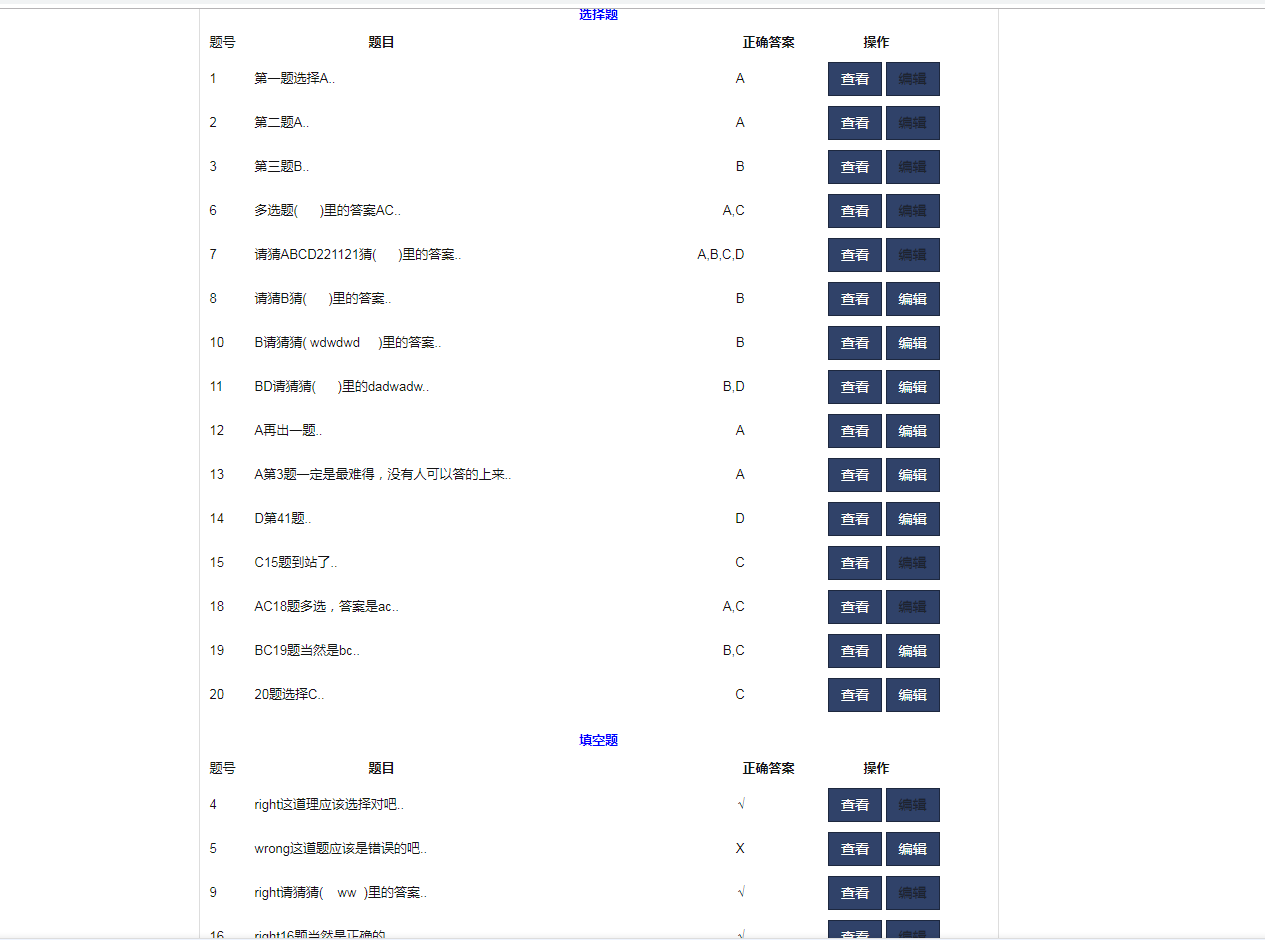 选择题
题号 题目 正确答案 操作
1 第一题选择A.. A 查看 编辑
2 第二题A.. A 查看 编辑
3 第三题B.. B 查看 编辑
6 多选题( )里的答案AC.. A,C 查看 编辑
7 请猜ABCD221121猜( )里的答案.. A,B,C,D 查看 编辑
8 请猜B猜( )里的答案.. B 查看 编辑
10 B请猜猜( wdwdwd )里的答案.. B 查看 编辑
11 BD请猜猜( )里的dadwadw.. B,D 查看 编辑
12 A再出一题.. A 查看 编辑
13 A第3题一定是最难得，没有人可以答的上来.. A 查看 编辑
14 D第41题.. D 查看 编辑
15 C15题到站了.. C 查看 编辑
18 AC18题多选，答案是ac.. A,C 查看 编辑
19 BC19题当然是bc.. B,C 查看 编辑
20 20题选择C.. C 查看 编辑
填空题
题号 题目 正确答案 操作
4 right这道理应该选择对吧.. √ 查看 编辑
5 wrong这道题应该是错误的吧.. X 查看 编辑
9 right请猜猜( ww )里的答案.. √ 查看 编辑
16 right16题当然是正确的 √ 查看 编辑